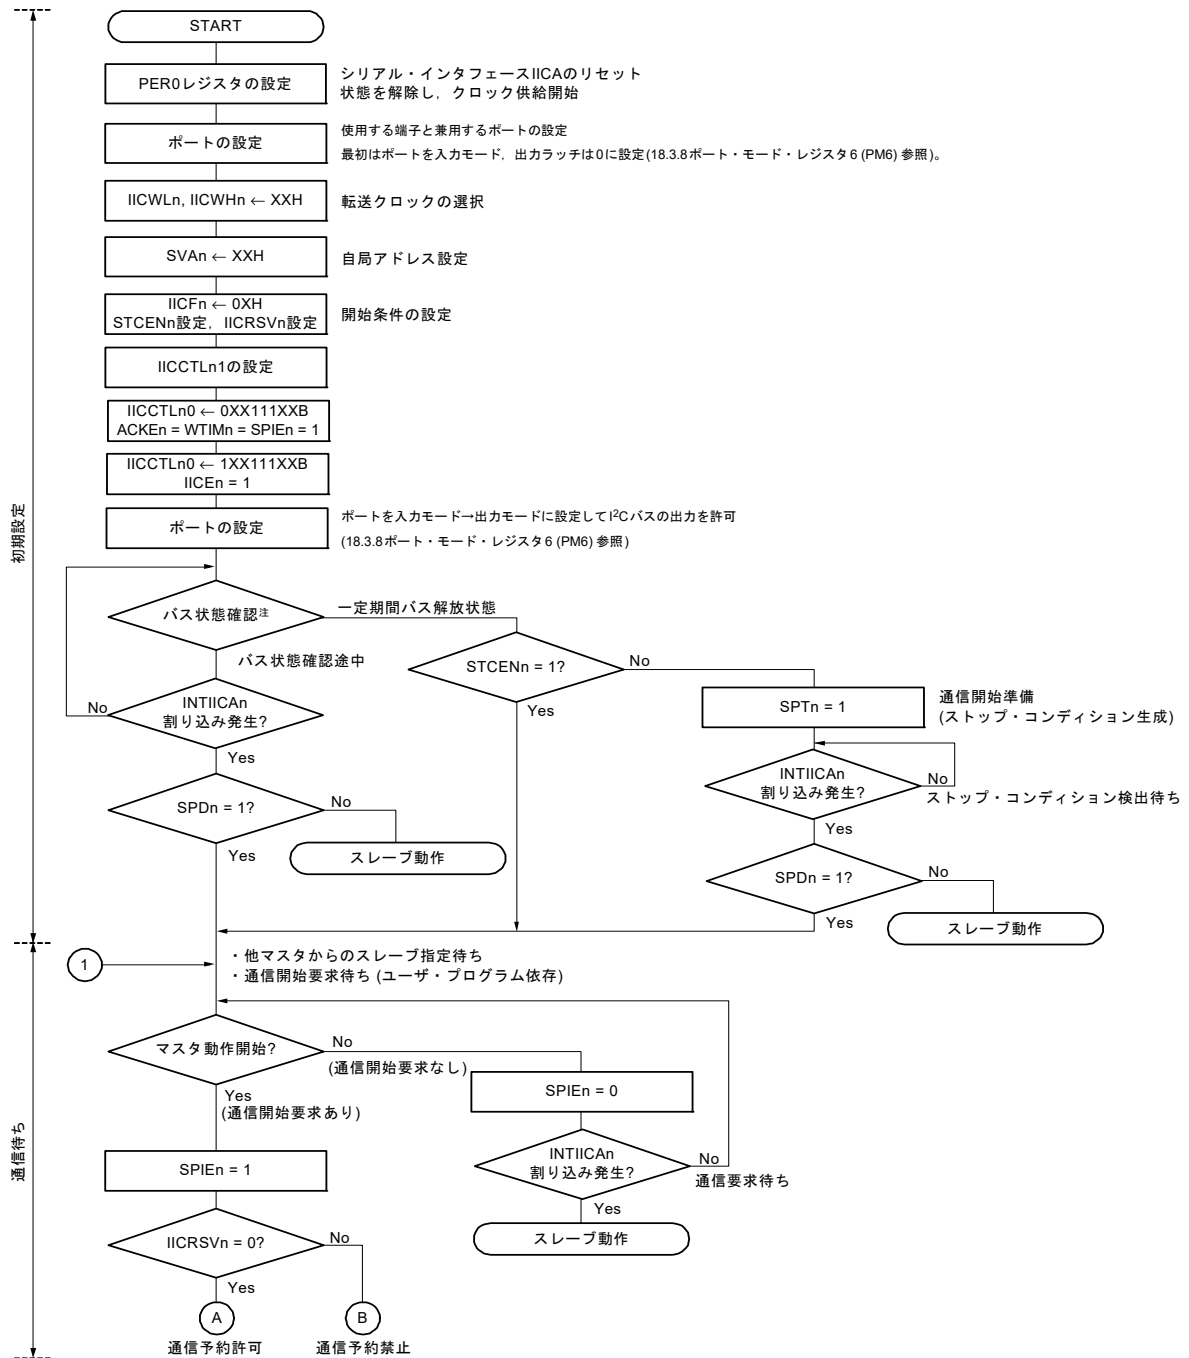 START
PER0レジスタの設定
シリアル・インタフェースIICAのリセット
状態を解除し，クロック供給開始
ポートの設定
使用する端子と兼用するポートの設定
最初はポートを入力モード，出力ラッチは0に設定(18.3.8ポート・モード・レジスタ6 (PM6) 参照)。
IICWLn, IICWHn ← XXH
転送クロックの選択
SVAn ← XXH
自局アドレス設定
IICFn ← 0XH
STCENn設定，IICRSVn設定
開始条件の設定
IICCTLn1の設定
IICCTLn0 ← 0XX111XXB
ACKEn = WTIMn = SPIEn = 1
IICCTLn0 ← 1XX111XXB
IICEn = 1
ポートの設定
ポートを入力モード→出力モードに設定してI²Cバスの出力を許可
(18.3.8ポート・モード・レジスタ6 (PM6) 参照)
初期設定
バス状態確認注
一定期間バス解放状態
バス状態確認途中
STCENn = 1?
No
Yes
SPTn = 1
通信開始準備
(ストップ・コンディション生成)
INTIICAn
割り込み発生?
No
Yes
INTIICAn
割り込み発生?
No
ストップ・コンディション検出待ち
Yes
SPDn = 1?
No
Yes
スレーブ動作
SPDn = 1?
No
Yes
スレーブ動作
1
・他マスタからのスレーブ指定待ち
・通信開始要求待ち (ユーザ・プログラム依存)
通信待ち
マスタ動作開始?
No
(通信開始要求なし)
Yes
(通信開始要求あり)
SPIEn = 0
INTIICAn
割り込み発生?
No
通信要求待ち
Yes
スレーブ動作
SPIEn = 1
IICRSVn = 0?
No
Yes
A
B
通信予約許可
通信予約禁止